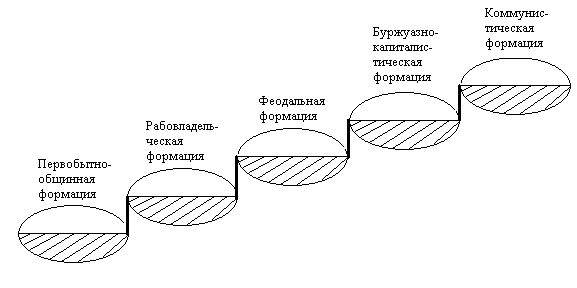 Первобытно-
общинная
формация
Рабовладель-
ческая
формация
Феодальная
формация
Буржуазно-
капиталис-
тическая
формация
Коммунис-
тическая
формация